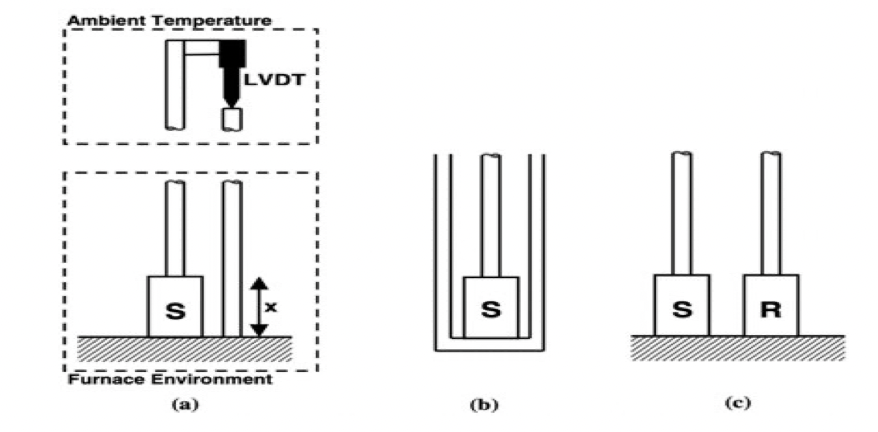 Ambient Temperature
LVDT
S
x
Furnace Environment
(a)
S
(b)
S
R
(c)